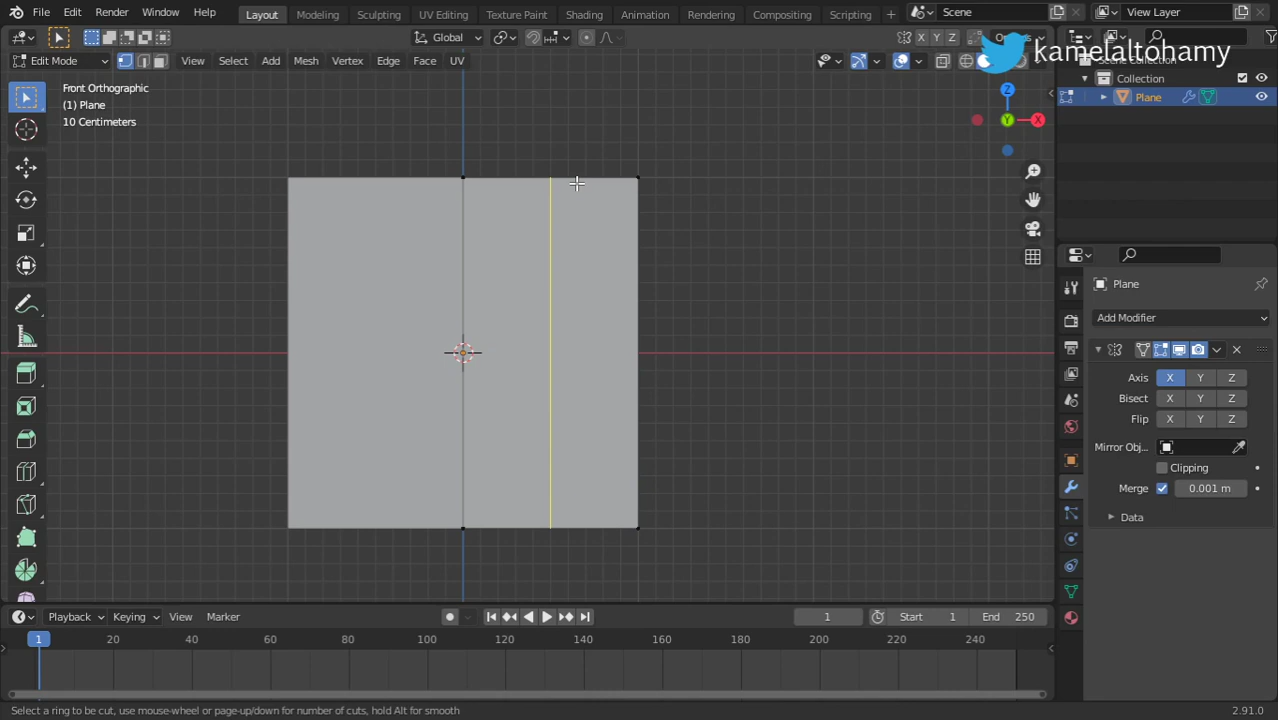 File Edit Render Window Help Layout Modeling Sculpting UV Editing Texture Paint Shading Animation Rendering Compositing Scripting + Scene View Layer
Global X Y Z
Edit Mode View Select Add Mesh Vertex Edge Face UV
kamelaltohamy
Collection
Plane
Front Orthographic
(1) Plane
10 Centimeters
Z
Y
X
Plane
Add Modifier
Axis X Y Z
Bisect X Y Z
Flip X Y Z
Mirror Obj...
Clipping
Merge 0.001 m
Data
Playback Keying View Marker 1 Start 1 End 250
1 20 40 60 80 100 120 140 160 180 200 220 240
Select a ring to be cut, use mouse-wheel or page-up/down for number of cuts, hold Alt for smooth
2.91.0